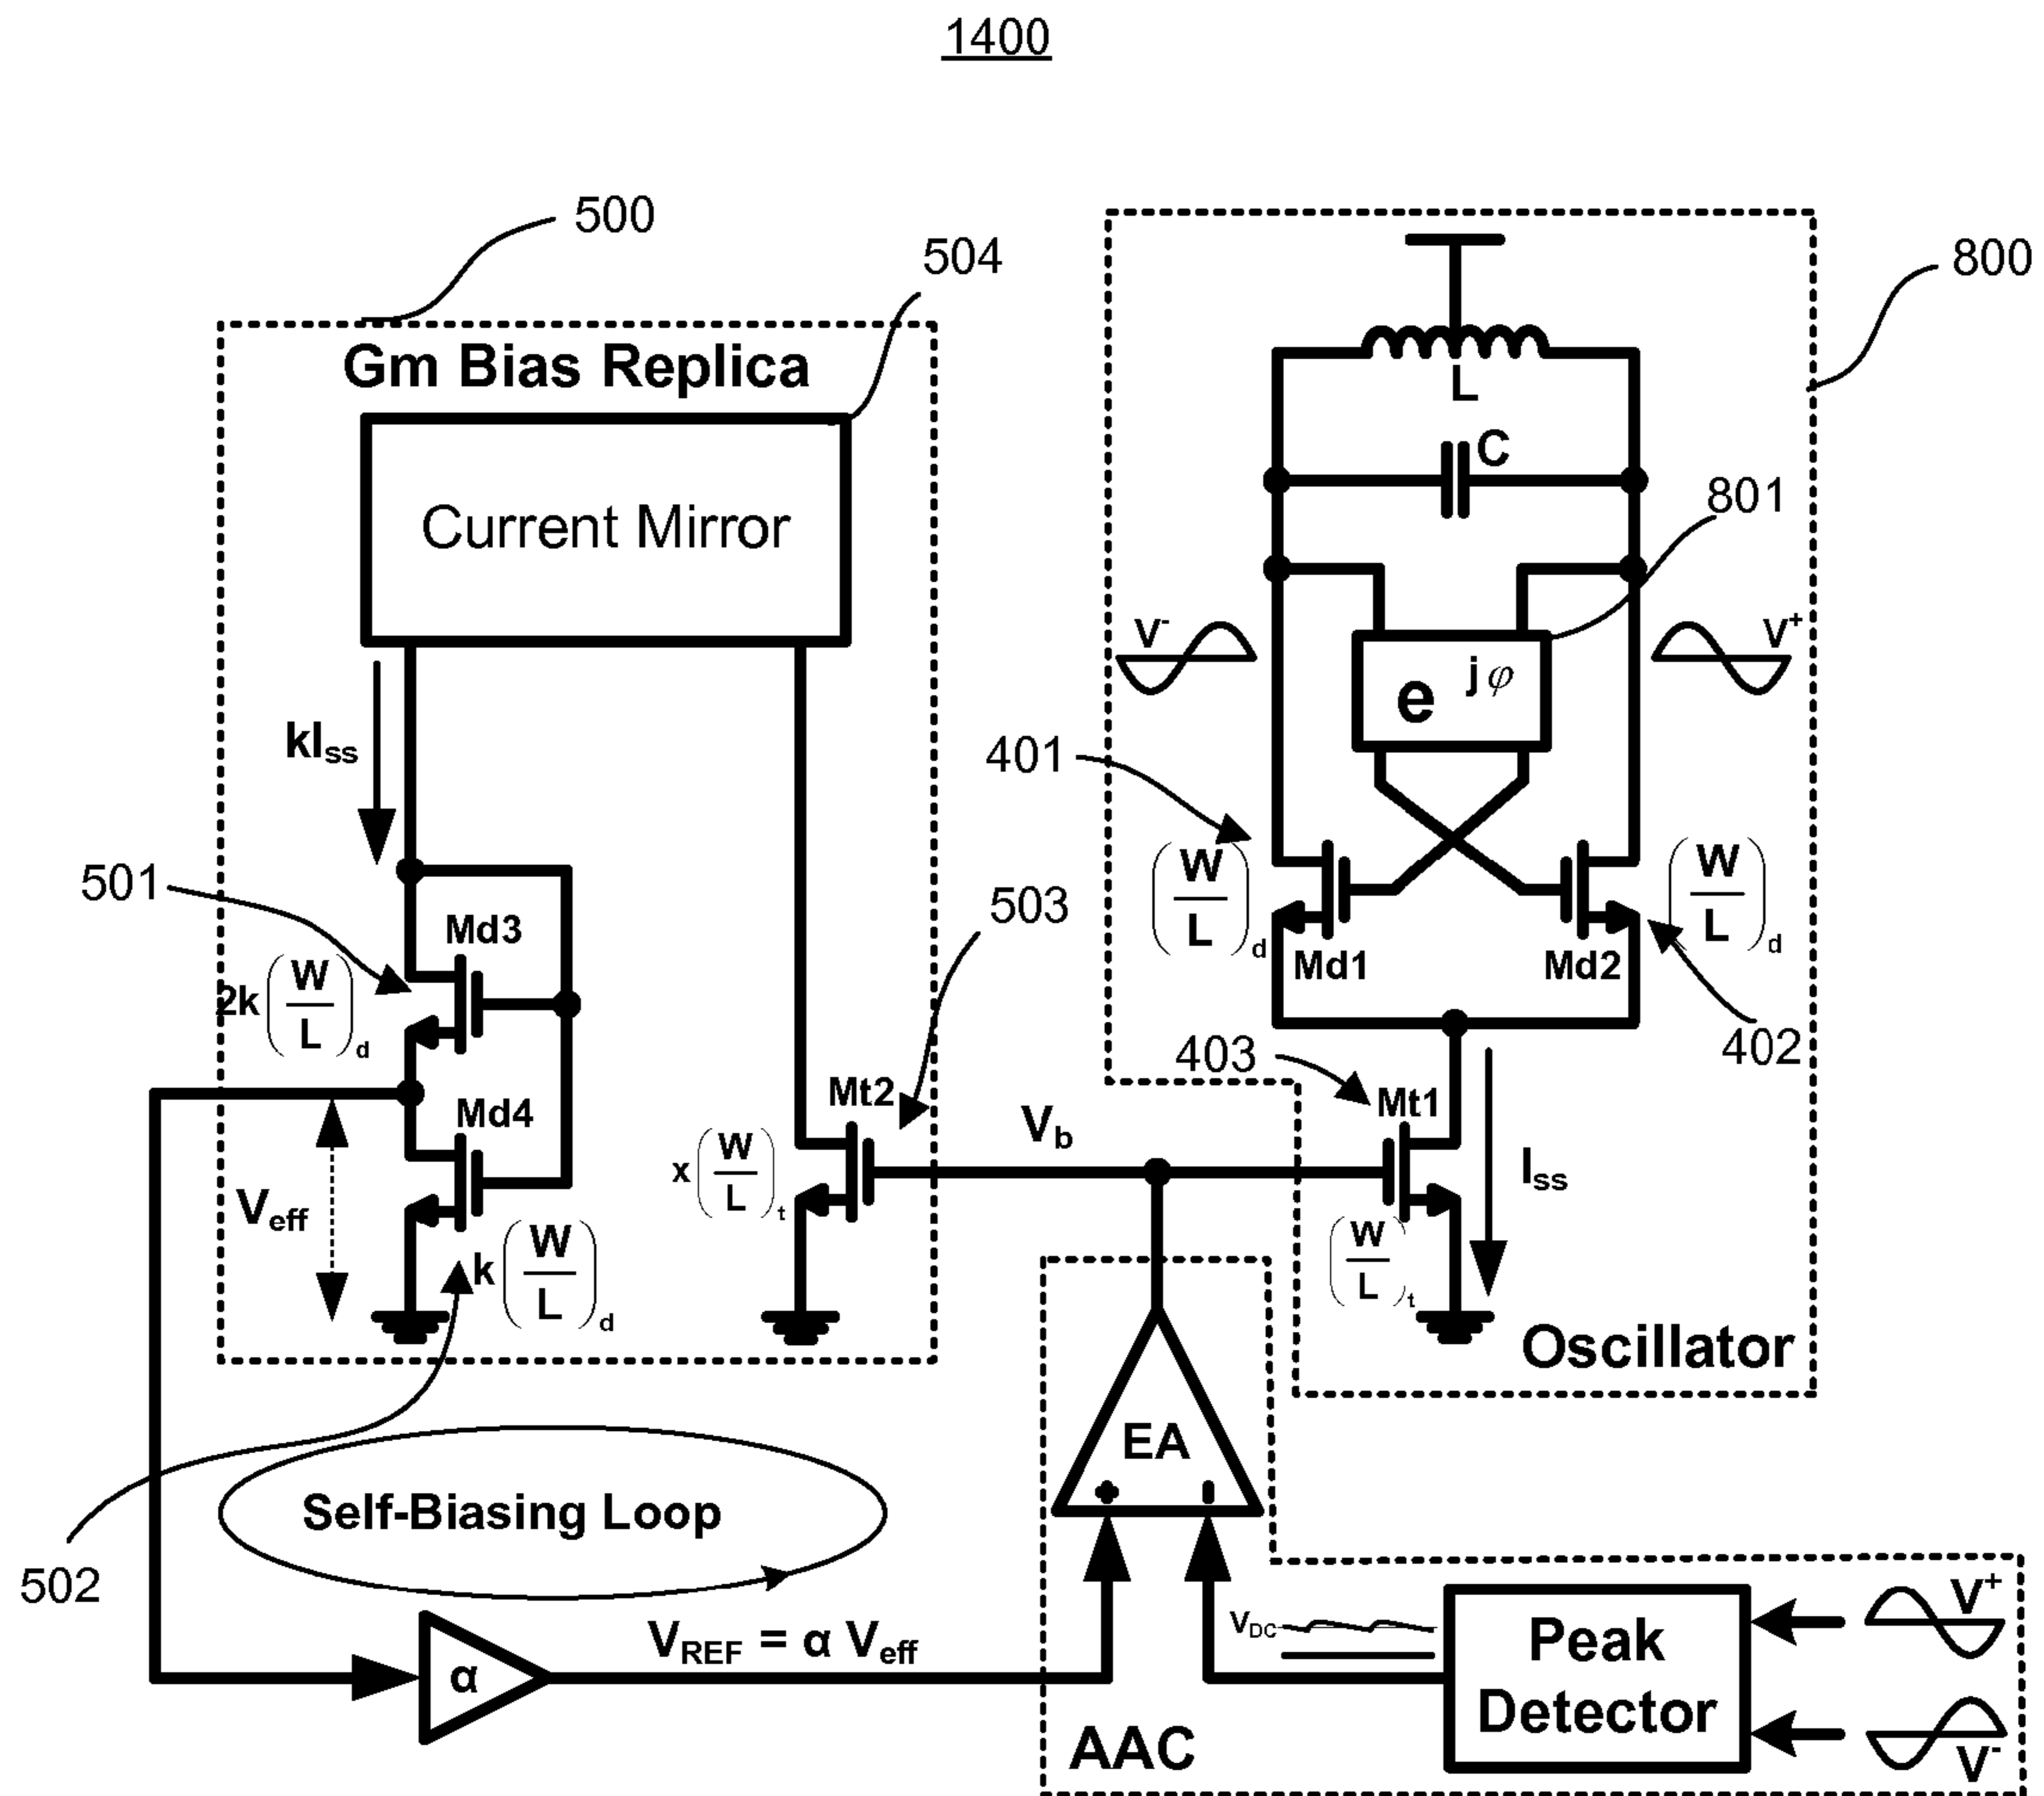 1400
500
504
800
Gm Bias Replica
L
C
Current Mirror
801
V-
V+
e jφ
kIss
401
501
(W/L)d
(W/L)d
503
Md3
Md1
Md2
2k(W/L)d
402
403
Mt2
Mt1
Md4
Vb
x(W/L)t
Iss
Veff
(W/L)t
k(W/L)d
Oscillator
EA
+ -
Self-Biasing Loop
502
VREF = α Veff
α
VDC
Peak
Detector
V+
V-
AAC